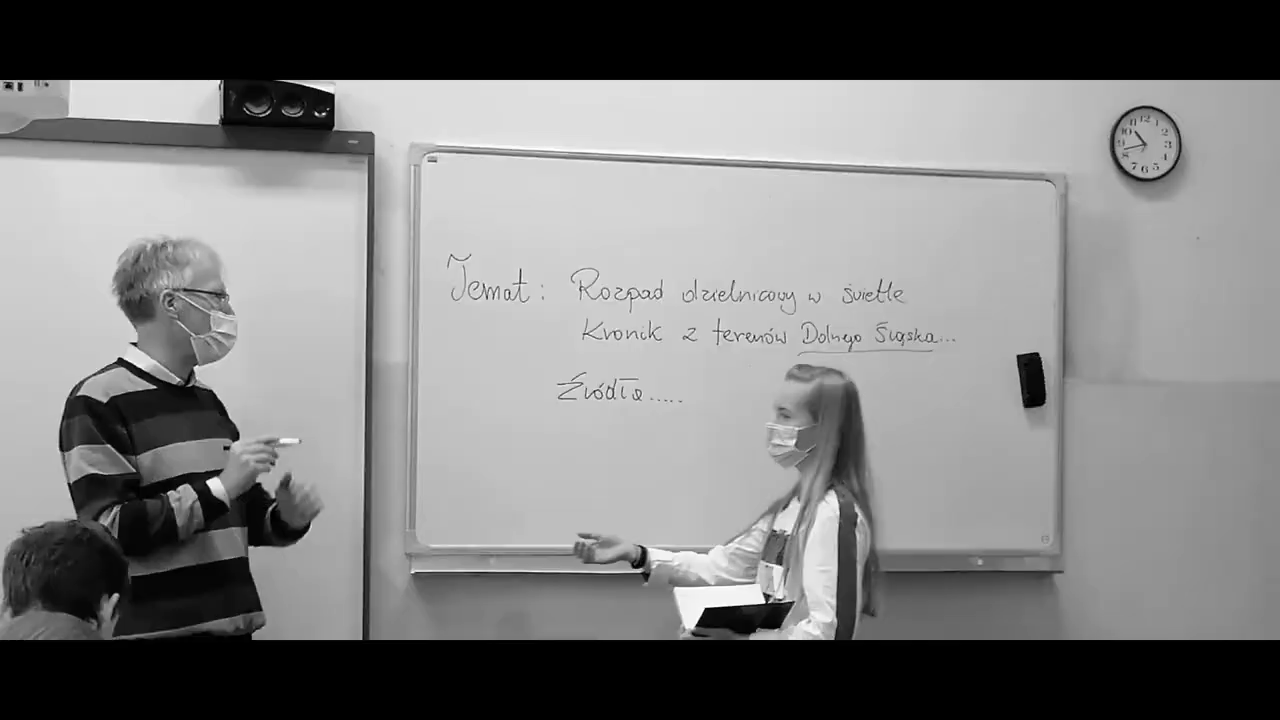 Temat: Rozpad dzielnicowy w świetle
Kronik z terenów Dolnego Śląska...
Źródła.....